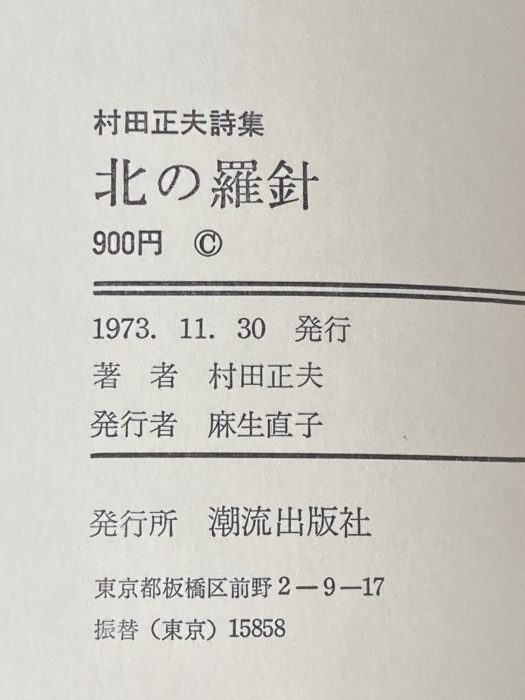 村田正夫詩集
北の羅針
900円 Ⓒ
1973. 11. 30 発行
著 者 村田正夫
発行者 麻生直子
発行所 潮流出版社
東京都板橋区前野2-9-17
振替(東京)15858